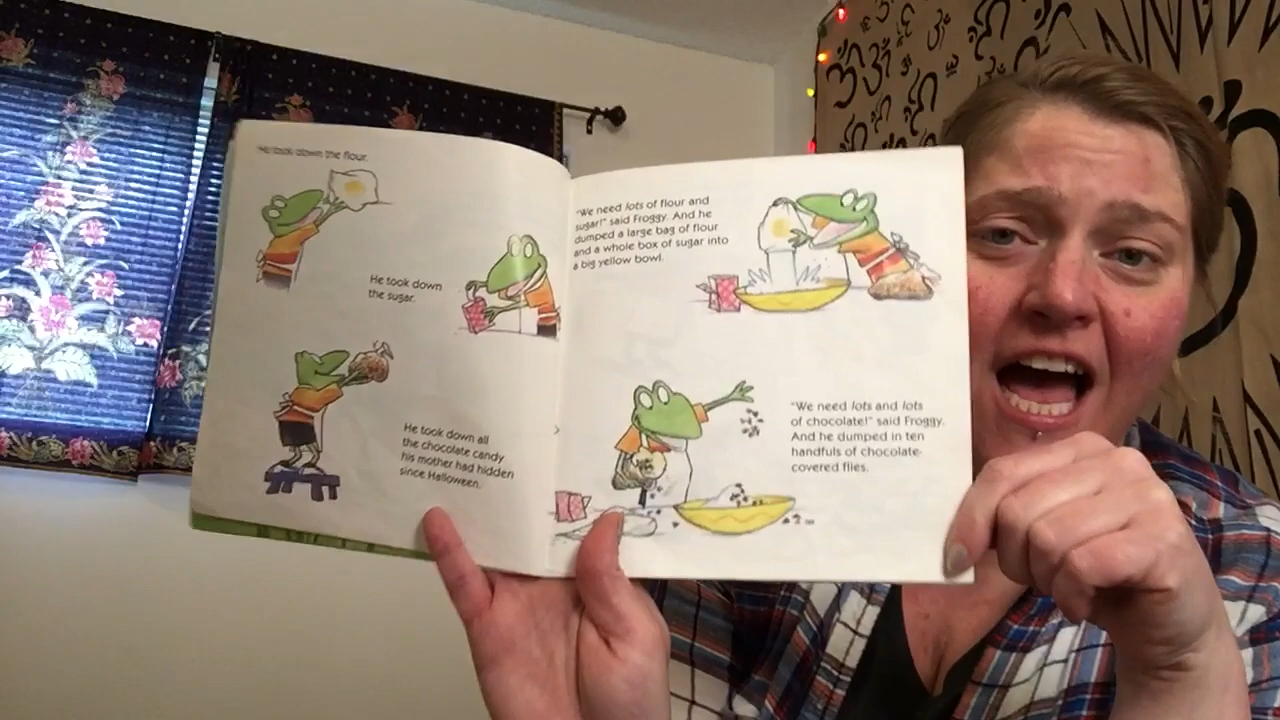 He took down the flour.
He took down
the sugar.
He took down all
the chocolate candy
his mother had hidden
since Halloween.
"We need lots of flour and
sugar!" said Froggy. And he
dumped a large bag of flour
and a whole box of sugar into
a big yellow bowl.
"We need lots and lots
of chocolate!" said Froggy.
And he dumped in ten
handfuls of chocolate-
covered flies.